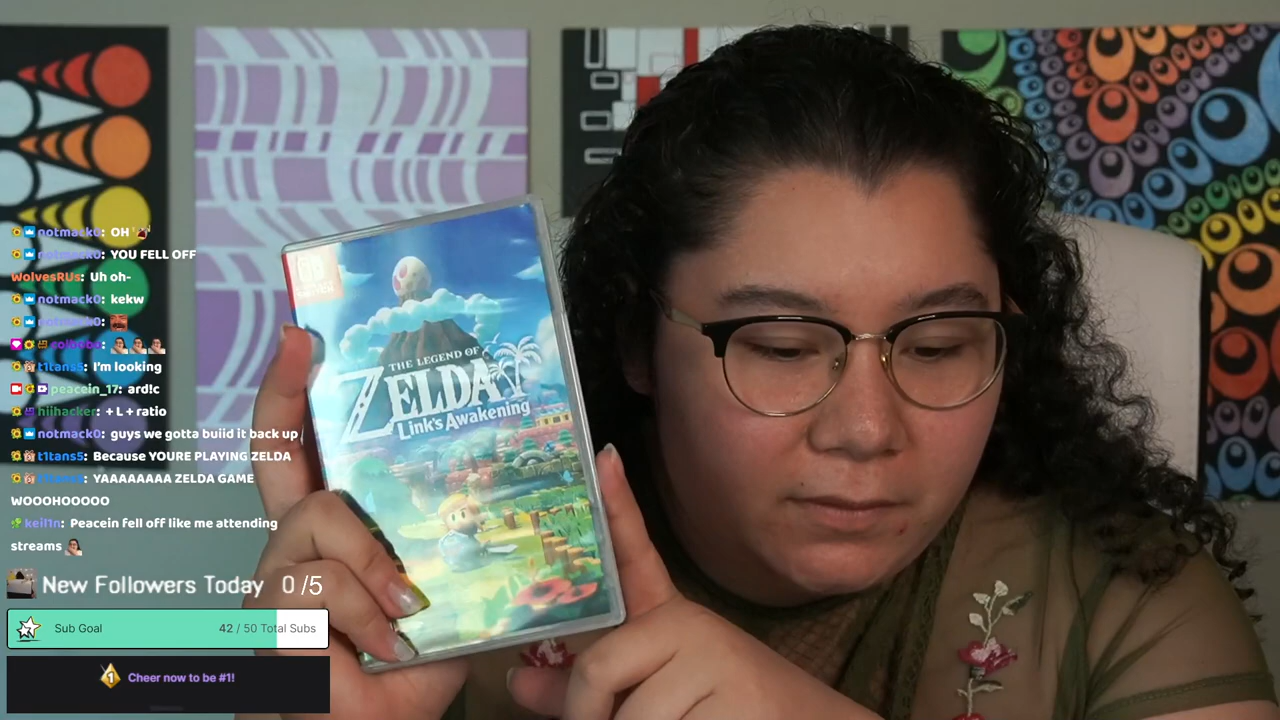 notmack0: OH
notmack0: YOU FELL OFF
WolvesRUs: Uh oh-
notmack0: kekw
notmack0:
t1tans5: I'm looking
peacein_17: ard!c
hiihacker: + L + ratio
notmack0: guys we gotta buiid it back up
t1tans5: Because YOURE PLAYING ZELDA
YAAAAAAAA ZELDA GAME
WOOOHOOOOO
keil1n: Peacein fell off like me attending
streams
New Followers Today 0 /5
Sub Goal 42 / 50 Total Subs
1 Cheer now to be #1!
THE LEGEND OF
ZELDA
Link's Awakening